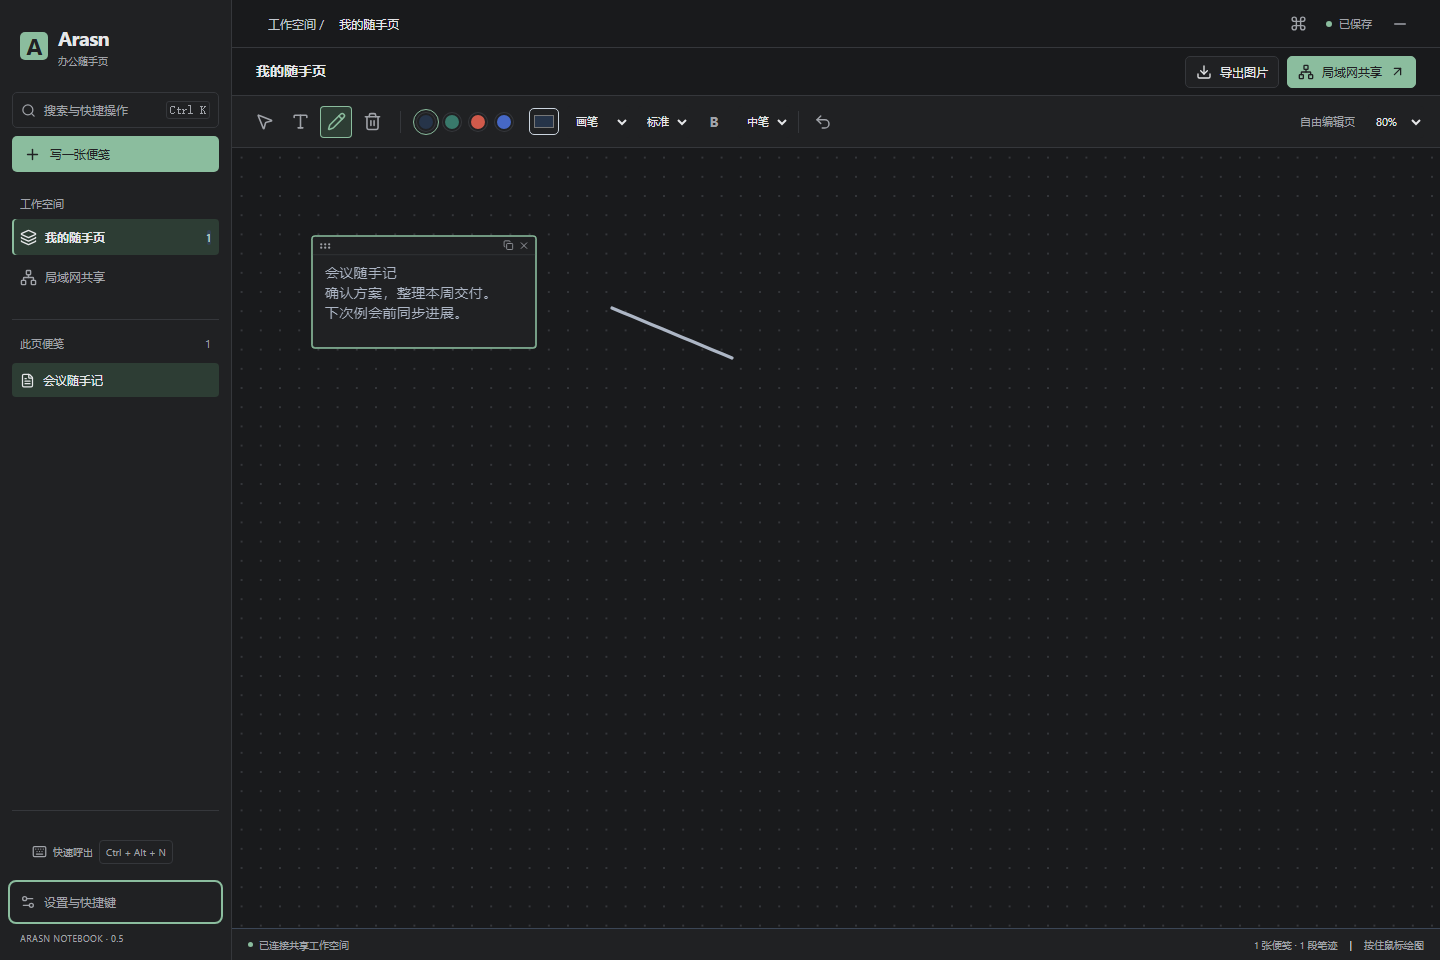 A
Arasn
办公随手页
搜索与快捷操作 Ctrl K
写一张便笺
工作空间
我的随手页 1
局域网共享
此页便笺 1
会议随手记
快速呼出 Ctrl + Alt + N
设置与快捷键
ARASN NOTEBOOK · 0.5
工作空间 / 我的随手页
已保存
我的随手页
导出图片
局域网共享
画笔 标准 B 中笔
自由编辑页 80%
会议随手记
确认方案，整理本周交付。
下次例会前同步进展。
已连接共享工作空间
1 张便笺 · 1 段笔迹 | 按住鼠标绘图